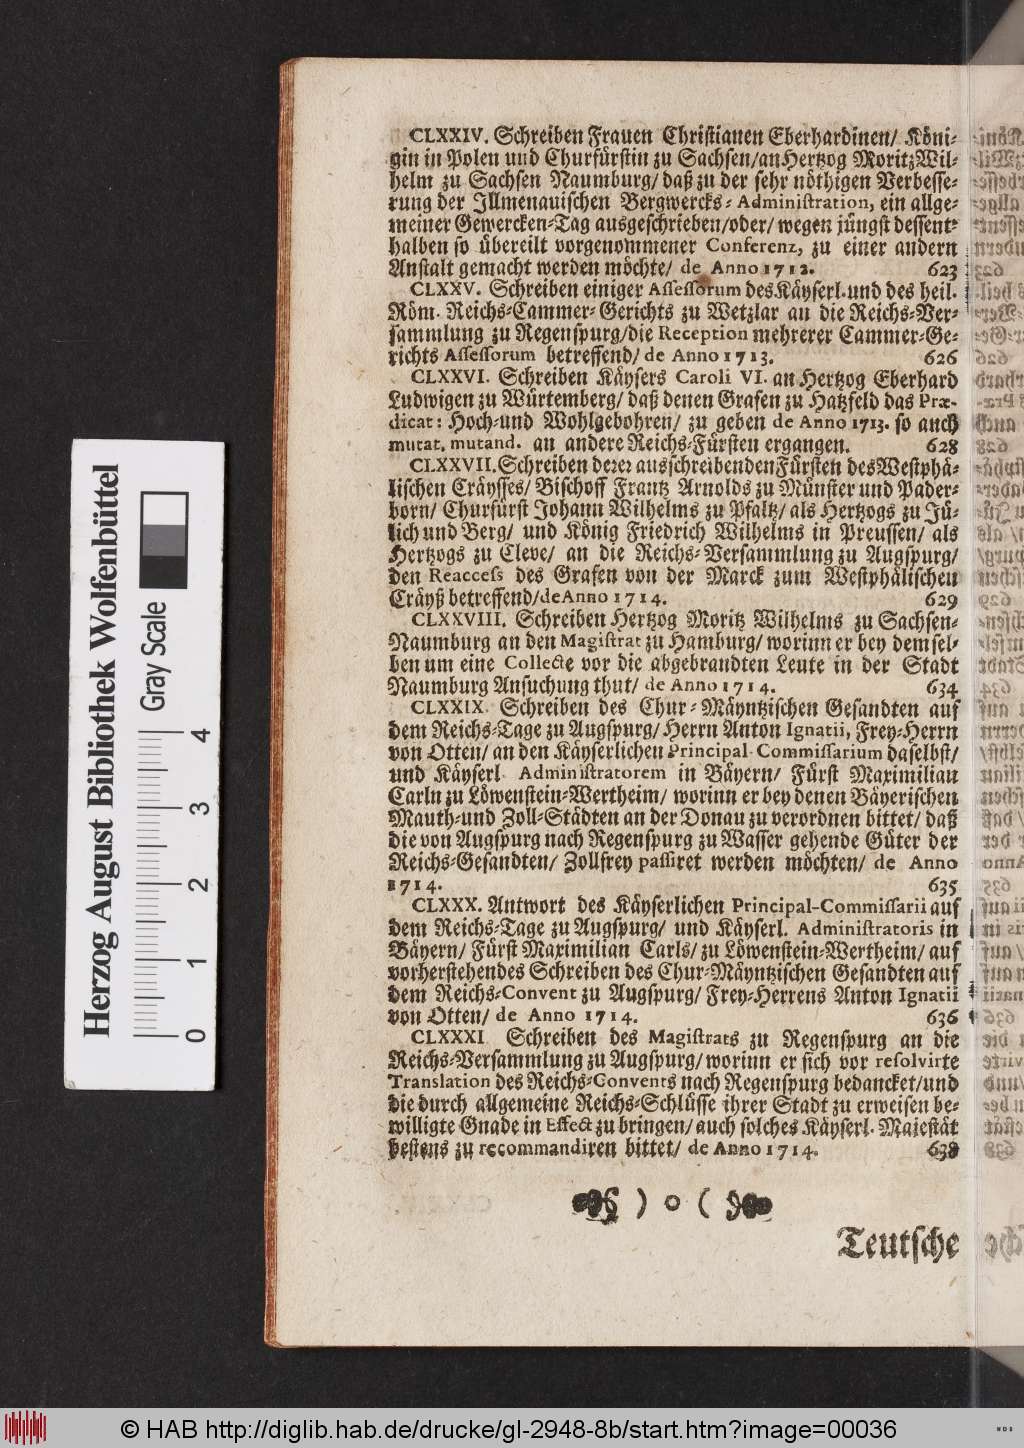 CLXXIV. Schreiben Frauen Christianen Eberhardinen/ Köni-
gin in Polen und Churfürstin zu Sachsen/an Hertzog Moritz Wil-
helm zu Sachsen Naumburg/ daß zu der sehr nöthigen Verbesse-
rung der Illmenauischen Bergwercks- Administration, ein allge-
meiner Gewercken-Tag ausgeschrieben/oder/ wegen jüngst dessent-
halben so übereilt vorgenommener Conferenz, zu einer andern
Anstalt gemacht werden möchte/ de Anno 1712. 623
CLXXV. Schreiben einiger Assessorum des Käyserl. und des heil.
Röm. Reichs-Cammer-Gerichts zu Wetzlar an die Reichs-Ver-
sammlung zu Regenspurg/die Reception mehrerer Cammer-Ge-
richts Assessorum betreffend/ de Anno 1713. 626
CLXXVI. Schreiben Käysers Caroli VI. an Hertzog Eberhard
Ludwigen zu Würtemberg/ daß denen Grafen zu Hatzfeld das Præ-
dicat: Hoch-und Wohlgebohren/ zu geben de Anno 1713. so auch
mutat. mutand. an andere Reichs-Fürsten ergangen. 628
CLXXVII. Schreiben derer ausschreibenden Fürsten des Westphä-
lischen Cräysses/ Bischoff Frantz Arnolds zu Münster und Pader-
born/ Churfürst Johann Wilhelms zu Pfaltz/ als Hertzogs zu Jü-
lich und Berg/ und König Friedrich Wilhelms in Preussen/ als
Hertzogs zu Cleve/ an die Reichs-Versammlung zu Augspurg/
den Reaccess des Grafen von der Marck zum Westphälischen
Cräyß betreffend/de Anno 1714. 629
CLXXVIII. Schreiben Hertzog Moritz Wilhelms zu Sachsen-
Naumburg an den Magistrat zu Hamburg/ worinn er bey demsel-
ben um eine Collecte vor die abgebrandten Leute in der Stadt
Naumburg Ansuchung thut/ de Anno 1714. 634
CLXXIX. Schreiben des Chur-Mäyntzischen Gesandten auf
dem Reichs-Tage zu Augspurg/ Herrn Anton Ignatii, Frey-Herrn
von Otten/ an den Käyserlichen Principal-Commissarium daselbst/
und Käyserl. Administratorem in Bäyern/ Fürst Maximilian
Carln zu Löwenstein-Wertheim/ worinn er bey denen Bäyerischen
Mauth-und Zoll-Städten an der Donau zu verordnen bittet/ daß
die von Augspurg nach Regenspurg zu Wasser gehende Güter der
Reichs-Gesandten/ Zollfrey passiret werden möchten/ de Anno
1714. 635
CLXXX. Antwort des Käyserlichen Principal-Commissarii auf
dem Reichs-Tage zu Augspurg/ und Käyserl. Administratoris in
Bäyern/ Fürst Maximilian Carls/ zu Löwenstein-Wertheim/ auf
vorherstehendes Schreiben des Chur-Mäyntzischen Gesandten auf
dem Reichs-Convent zu Augspurg/ Frey-Herrens Anton Ignatii
von Otten/ de Anno 1714. 636
CLXXXI. Schreiben des Magistrats zu Regenspurg an die
Reichs-Versammlung zu Augspurg/ worinn er sich vor resolvirte
Translation des Reichs-Convents nach Regenspurg bedancket/und
die durch allgemeine Reichs-Schlüsse ihrer Stadt zu erweisen be-
willigte Gnade in Effect zu bringen/ auch solches Käyserl. Majestät
bestens zu recommandiren bittet/ de Anno 1714. 638
) o (
Teutsche
Herzog August Bibliothek Wolfenbüttel
Gray Scale
0 1 2 3 4
© HAB http://diglib.hab.de/drucke/gl-2948-8b/start.htm?image=00036